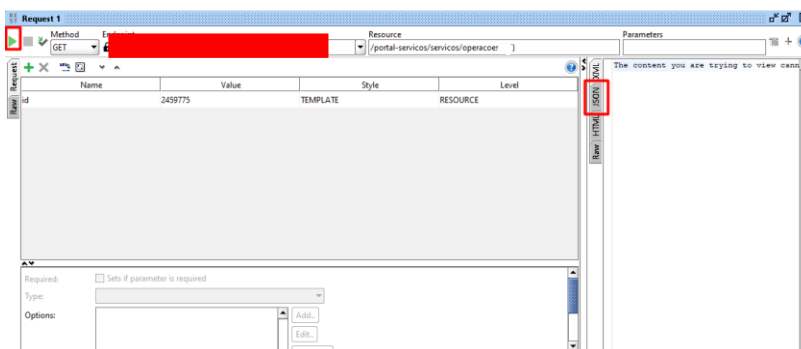 Request 1
Method
Resource
Parameters
GET
/portal-servicos/servicos/operacoer
Request
Raw
Name Value Style Level
id 2459775 TEMPLATE RESOURCE
Required: Sets if parameter is required
Type:
Options:
Add..
Edit..
XML
JSON
HTML
Raw
The content you are trying to view cann